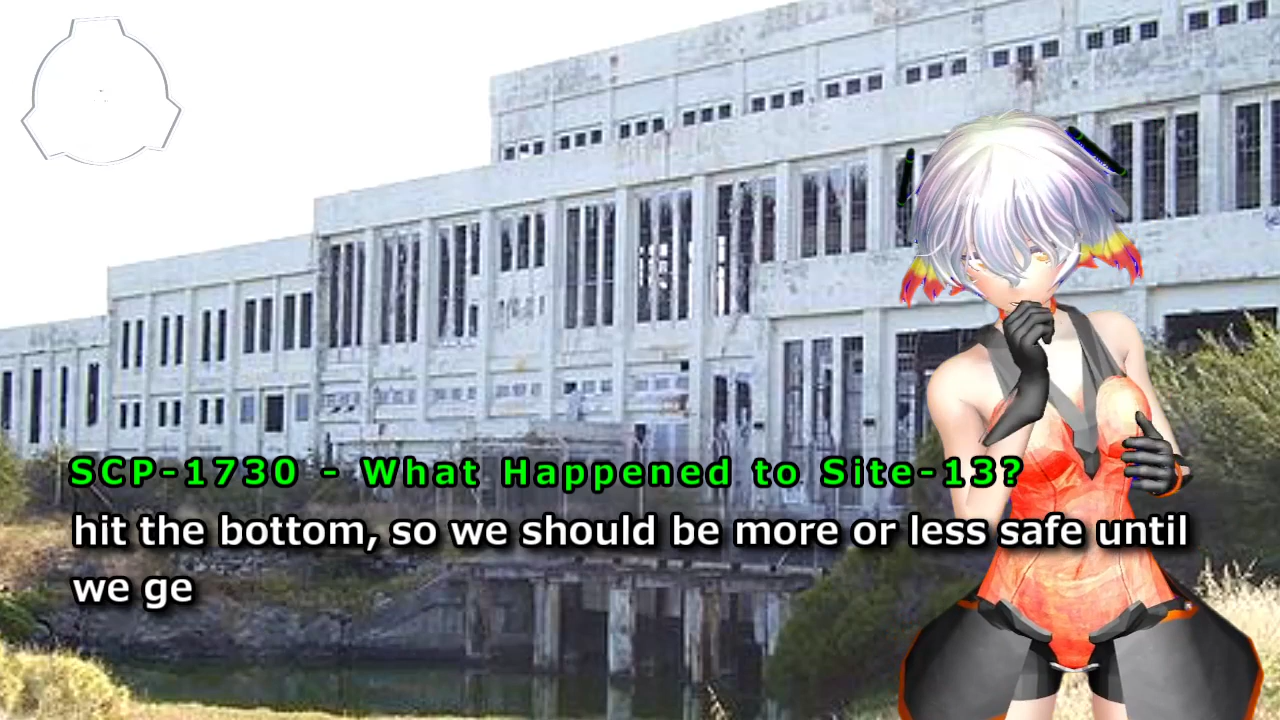 SCP-1730 - What Happened to Site-13?
hit the bottom, so we should be more or less safe until
we ge